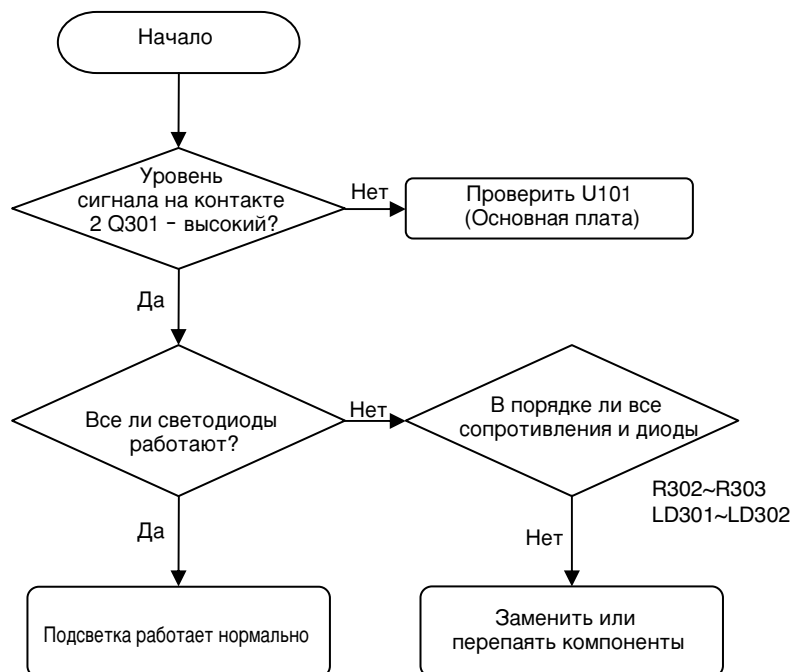 Начало
Уровень
сигнала на контакте
2 Q301 - высокий?
Нет
Проверить U101
(Основная плата)
Да
Все ли светодиоды
работают?
Нет
В порядке ли все
сопротивления и диоды
R302~R303
LD301~LD302
Да
Нет
Подсветка работает нормально
Заменить или
перепаять компоненты